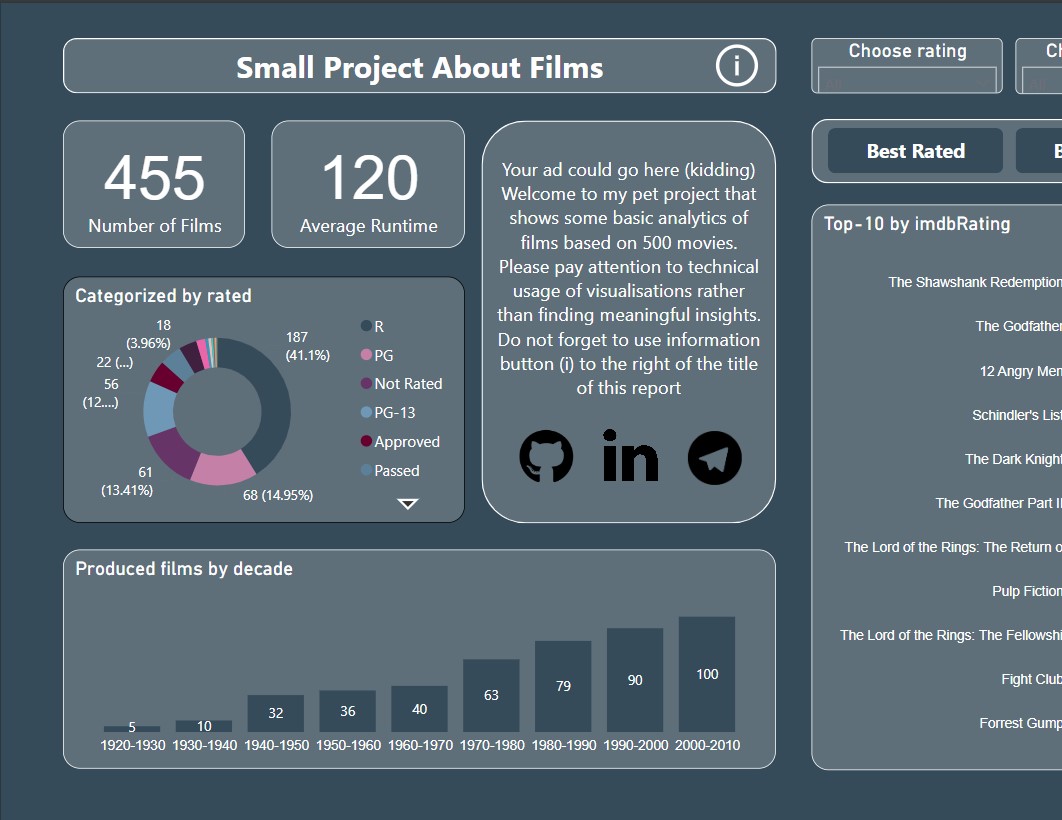 Small Project About Films
i
Choose rating
Ch
455
Number of Films
120
Average Runtime
Your ad could go here (kidding)
Welcome to my pet project that
shows some basic analytics of
films based on 500 movies.
Please pay attention to technical
usage of visualisations rather
than finding meaningful insights.
Do not forget to use information
button (i) to the right of the title
of this report
in
Best Rated
B
Categorized by rated
187
(41.1%)
68 (14.95%)
61
(13.41%)
56
(12....)
22 (...)
18
(3.96%)
R
PG
Not Rated
PG-13
Approved
Passed
Top-10 by imdbRating
The Shawshank Redemption
The Godfather
12 Angry Men
Schindler's List
The Dark Knight
The Godfather Part II
The Lord of the Rings: The Return o
Pulp Fiction
The Lord of the Rings: The Fellowshi
Fight Club
Forrest Gump
Produced films by decade
5
10
32
36
40
63
79
90
100
1920-1930
1930-1940
1940-1950
1950-1960
1960-1970
1970-1980
1980-1990
1990-2000
2000-2010